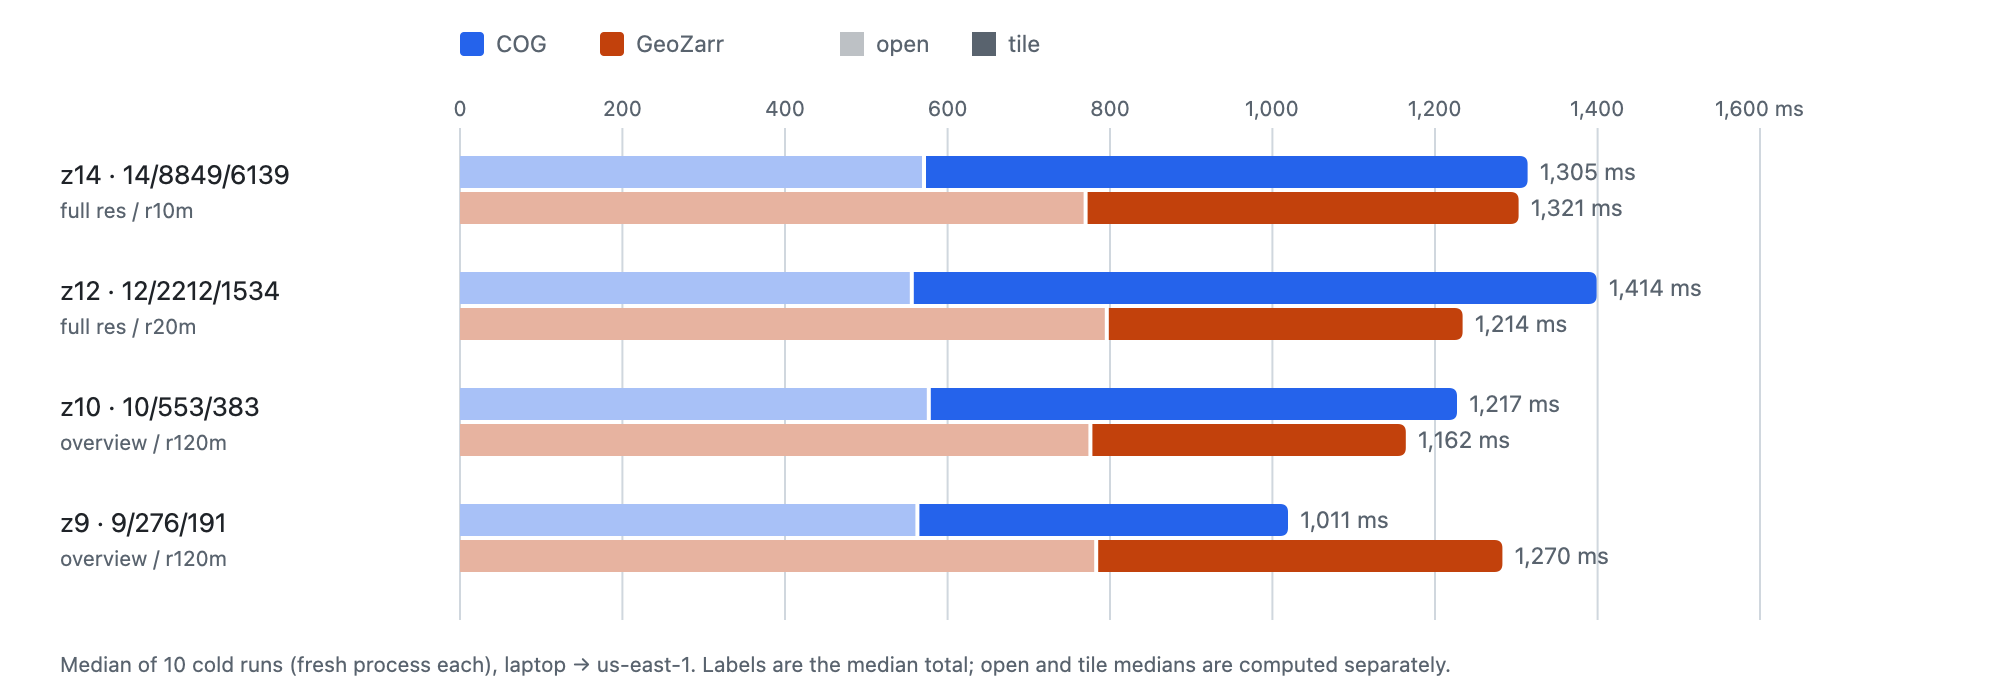 COG GeoZarr open tile
0 200 400 600 800 1,000 1,200 1,400 1,600 ms
z14 · 14/8849/6139
full res / r10m
1,305 ms
1,321 ms
z12 · 12/2212/1534
full res / r20m
1,414 ms
1,214 ms
z10 · 10/553/383
overview / r120m
1,217 ms
1,162 ms
z9 · 9/276/191
overview / r120m
1,011 ms
1,270 ms
Median of 10 cold runs (fresh process each), laptop → us-east-1. Labels are the median total; open and tile medians are computed separately.